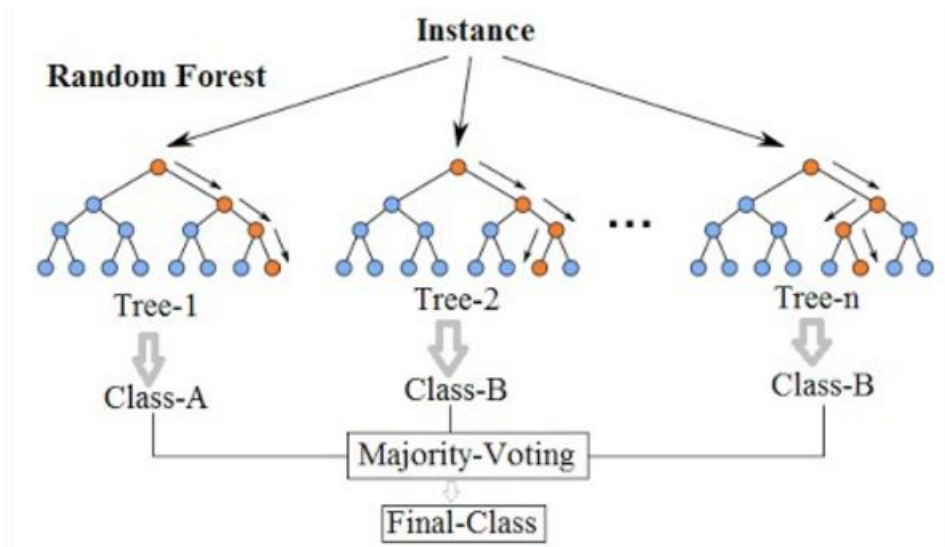 Instance
Random Forest
...
Tree-1
Tree-2
Tree-n
Class-A
Class-B
Class-B
Majority-Voting
Final-Class